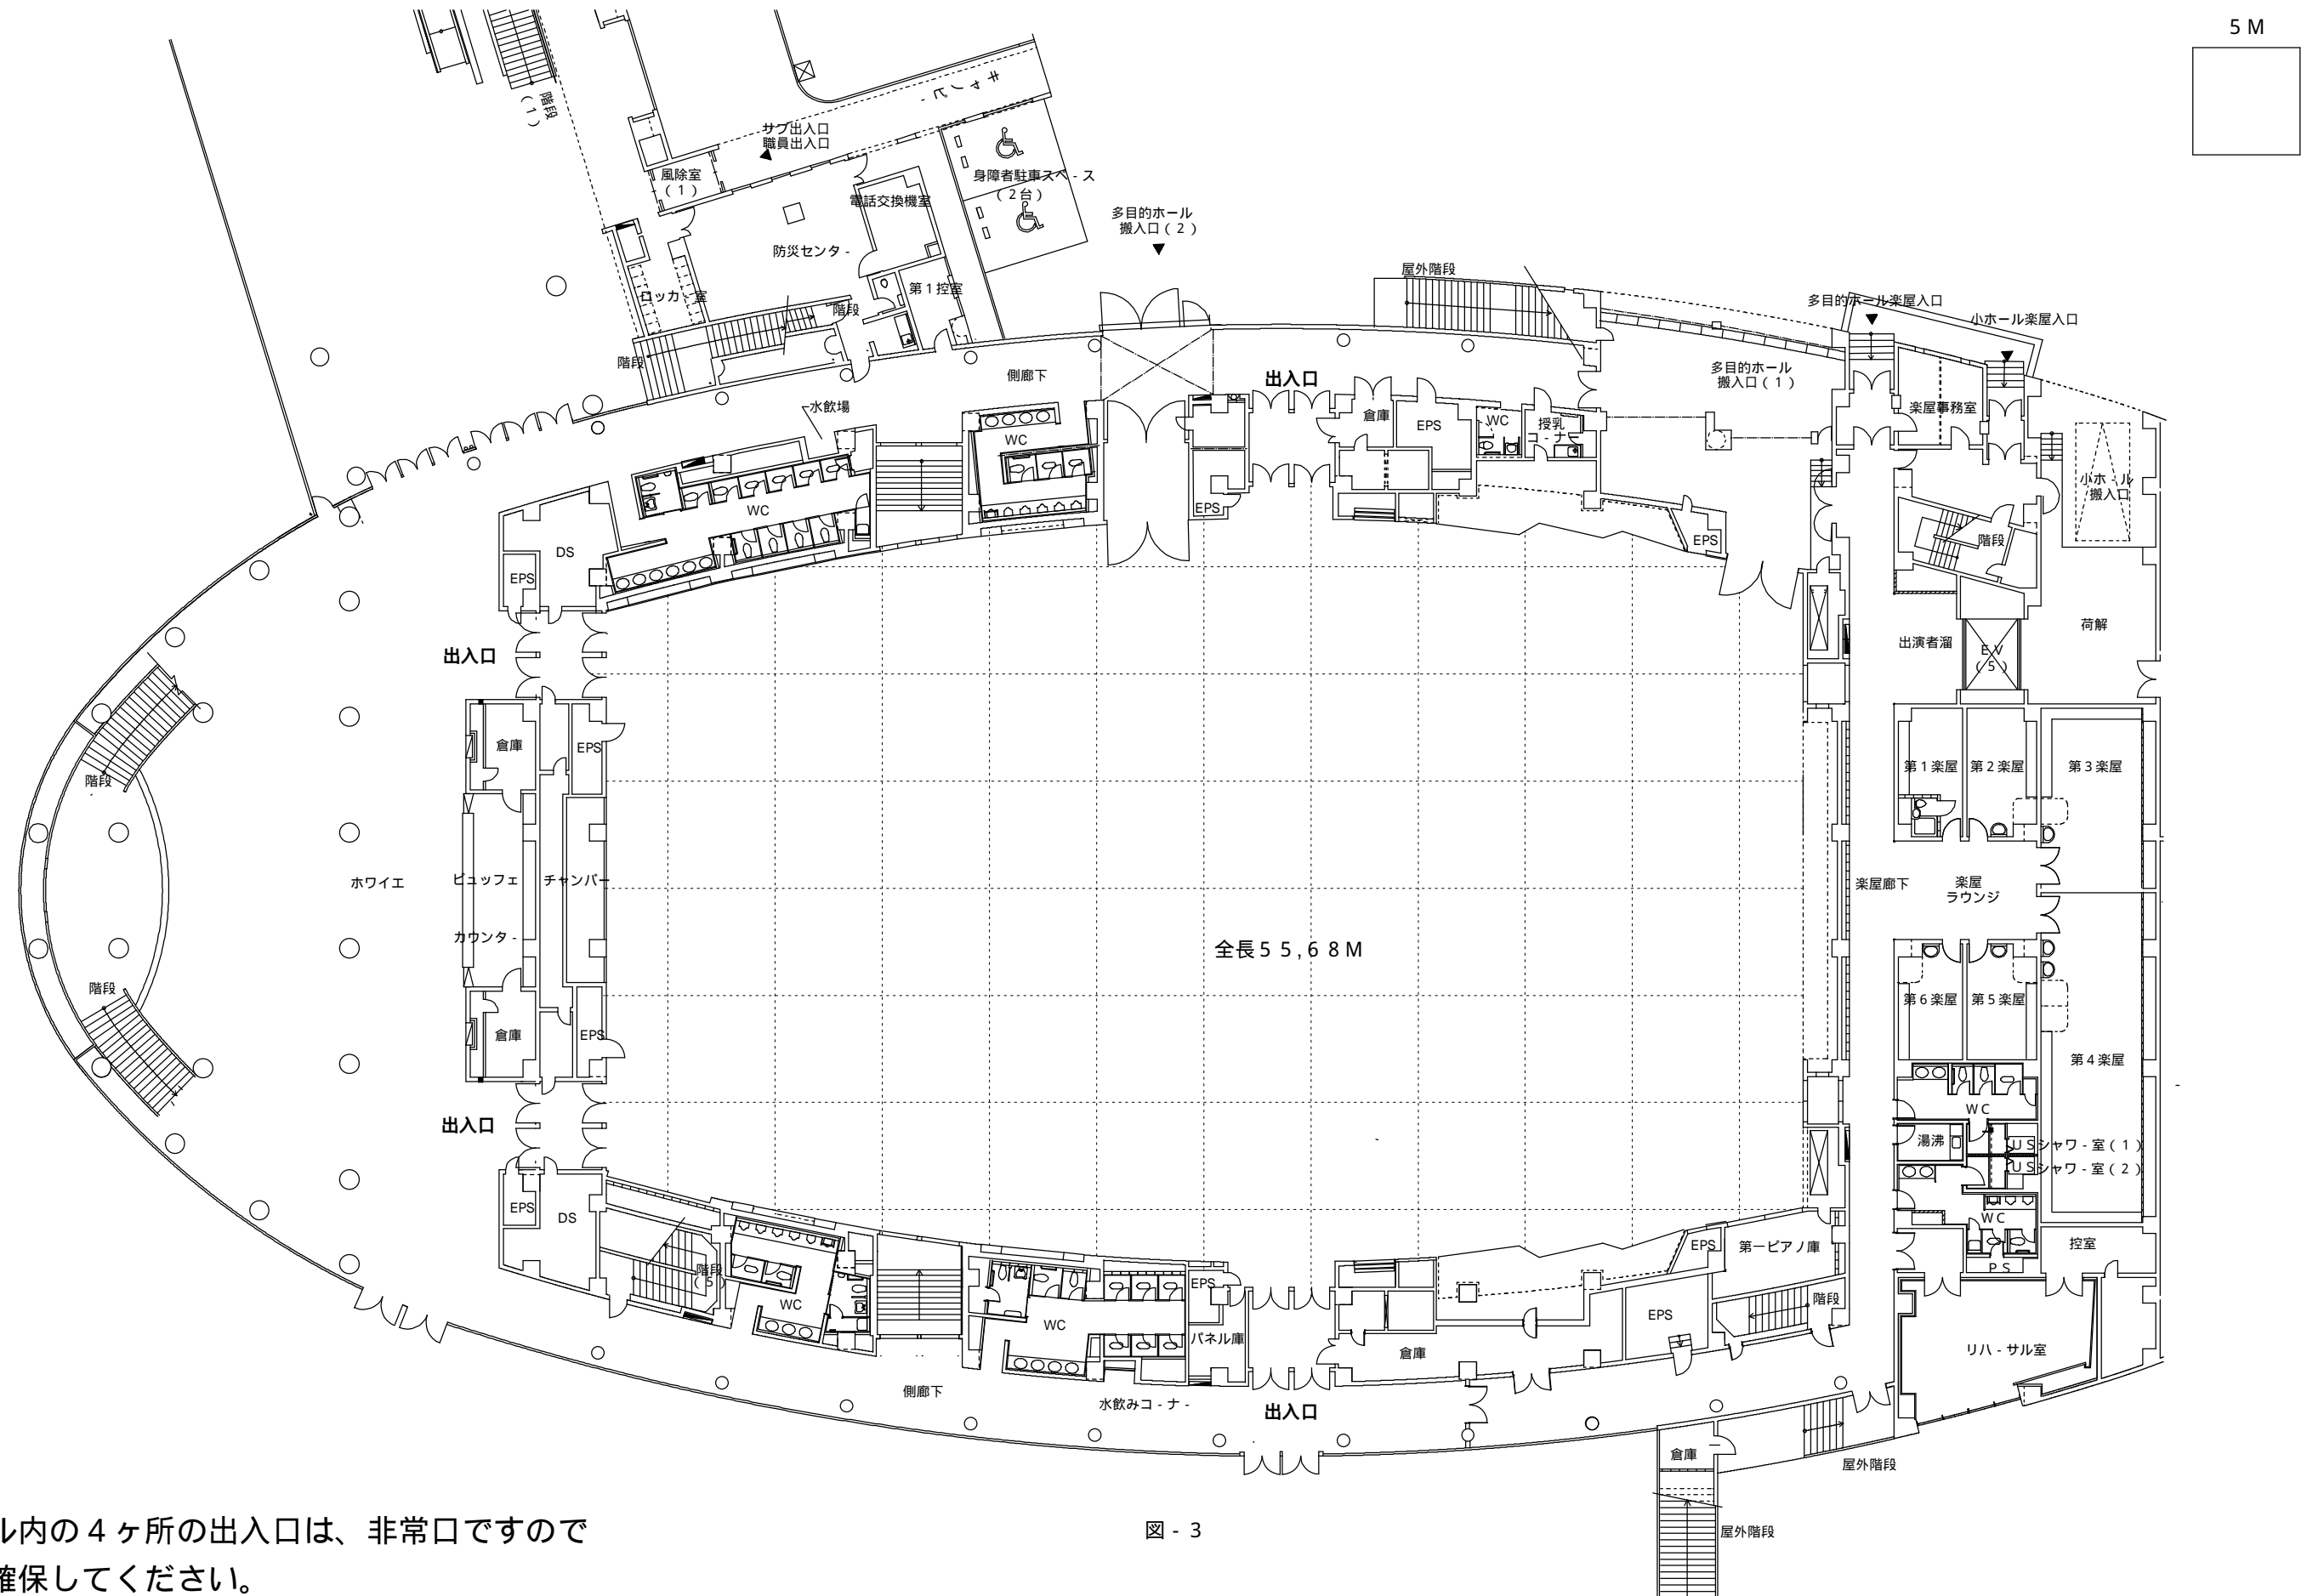 5M
階段
(1)
キャノピ-
サブ出入口
職員出入口
風除室
(1)
電話交換機室
身障者駐車スペ-ス
(2台)
多目的ホール
搬入口(2)
防災センタ-
ロッカ-室
第1控室
階段
階段
屋外階段
多目的ホール楽屋入口
小ホール楽屋入口
多目的ホール
搬入口(1)
側廊下
出入口
水飲場
倉庫
EPS
WC
授乳
コ-ナ-
楽屋事務室
WC
WC
EPS
小ホ-ル
搬入口
DS
EPS
EPS
階段
出入口
出演者溜
EV
(5)
荷解
倉庫
EPS
階段
第1楽屋
第2楽屋
第3楽屋
ホワイエ
ビュッフェ
チャンバー
楽屋廊下
楽屋
ラウンジ
カウンタ-
全長55,68M
階段
倉庫
EPS
第6楽屋
第5楽屋
第4楽屋
出入口
WC
湯沸
USシャワ-室(1)
USシャワ-室(2)
EPS
DS
WC
階段
(5)
WC
EPS
パネル庫
WC
EPS
第一ピアノ庫
控室
PS
階段
EPS
倉庫
リハ-サル室
側廊下
水飲みコ-ナ-
出入口
倉庫
屋外階段
屋外階段
ル内の4ヶ所の出入口は、非常口ですので
確保してください。
図-3